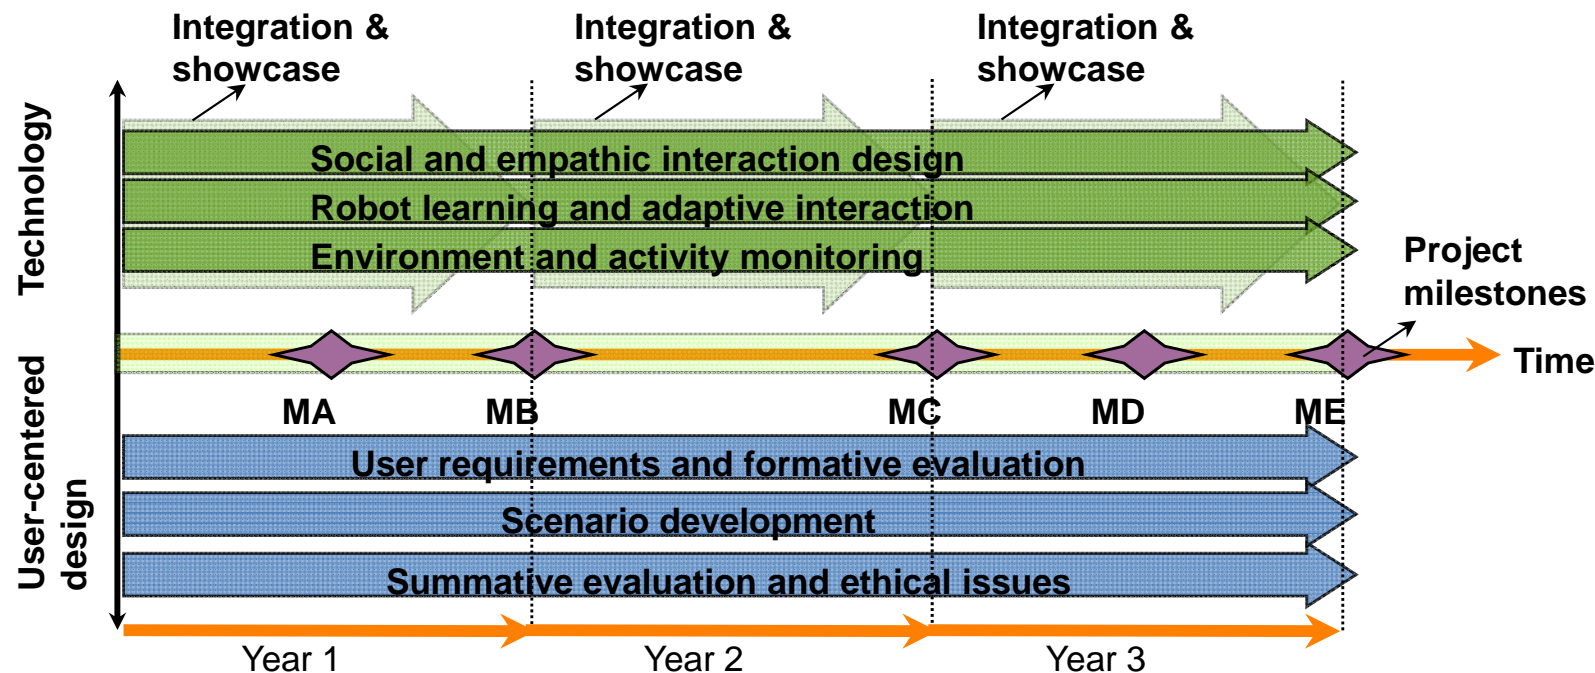 Integration &
showcase
Integration &
showcase
Integration &
showcase
Technology
Social and empathic interaction design
Robot learning and adaptive interaction
Environment and activity monitoring
Project
milestones
Time
MA
MB
MC
MD
ME
User-centered
design
User requirements and formative evaluation
Scenario development
Summative evaluation and ethical issues
Year 1
Year 2
Year 3